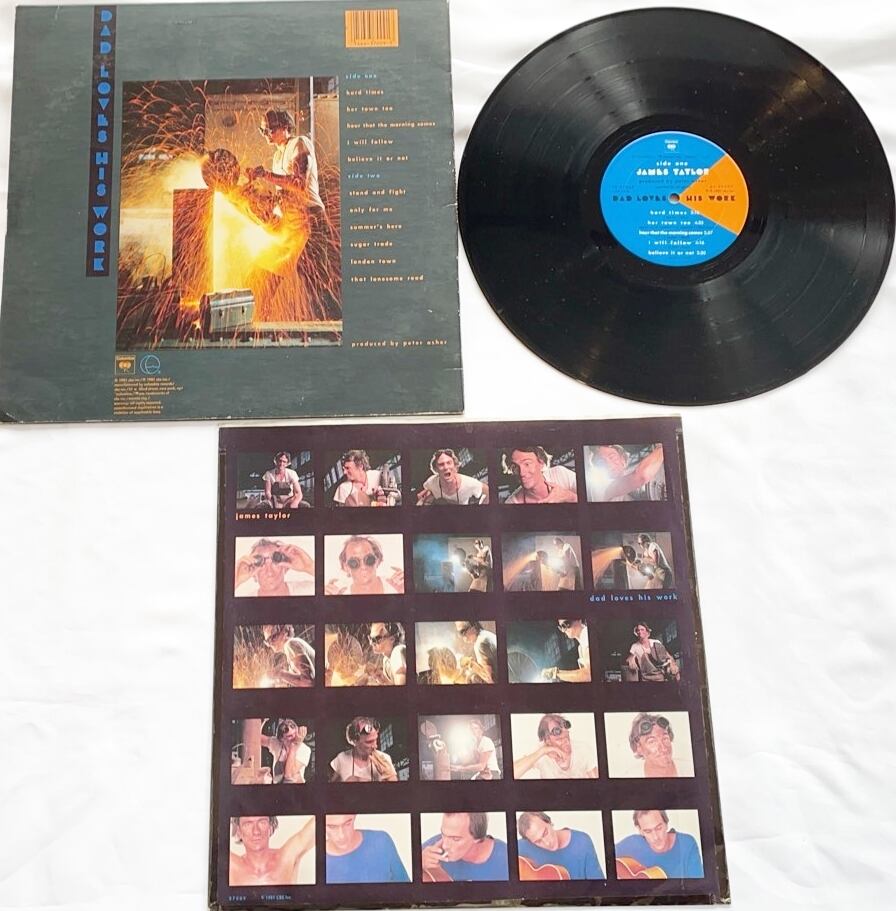 DAD LOVES HIS WORK
side one
hard times
her town too
hour that the morning comes
I will follow
believe it or not
side two
stand and fight
only for me
summer's here
sugar trade
london town
that lonesome road
produced by peter asher
Columbia
side one
JAMES TAYLOR
DAD LOVES HIS WORK
hard times
her town too
hour that the morning comes
I will follow
believe it or not
james taylor
dad loves his work
37009